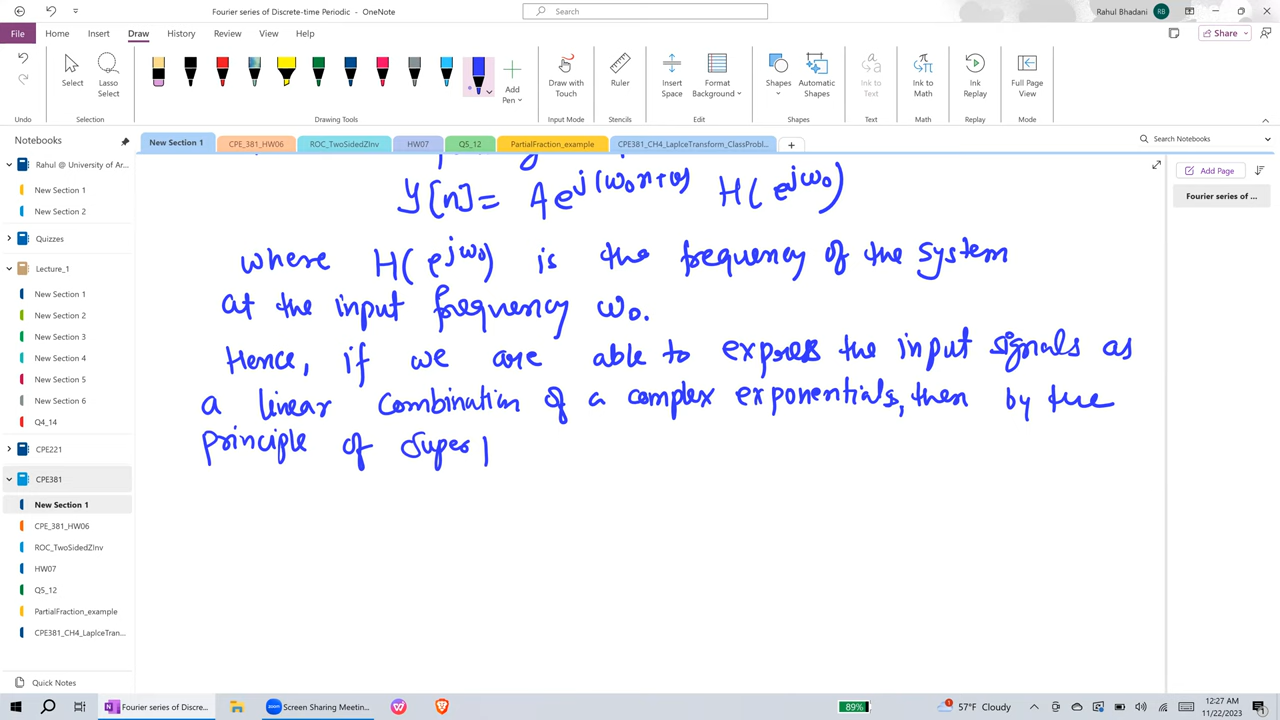 Fourier series of Discrete-time Periodic - OneNote
Search
Rahul Bhadani RB
File Home Insert Draw History Review View Help
Share
Select
Lasso Select
Add Pen
Draw with Touch
Ruler
Insert Space
Format Background
Shapes
Automatic Shapes
Ink to Text
Ink to Math
Ink Replay
Full Page View
Undo
Selection
Drawing Tools
Input Mode
Stencils
Edit
Shapes
Text
Math
Replay
View
Notebooks
New Section 1 CPE_381_HW06 ROC_TwoSidedZInv HW07 Q5_12 PartialFraction_example CPE381_CH4_LaplceTransform_ClassProbl...
Search Notebooks
Rahul @ University of Ar...
New Section 1
New Section 2
Quizzes
Lecture_1
New Section 1
New Section 2
New Section 3
New Section 4
New Section 5
New Section 6
Q4_14
CPE221
CPE381
New Section 1
CPE_381_HW06
ROC_TwoSidedZInv
HW07
Q5_12
PartialFraction_example
CPE381_CH4_LaplceTran...
Quick Notes
y[n] = A e^{j(ω₀n+θ)} H(e^{jω₀})
where H(e^{jω₀}) is the frequency of the system
at the input frequency ω₀.
Hence, if we are able to express the input signals as
a linear combination of a complex exponentials, then by the
principle of super
Add Page
Fourier series of ...
Fourier series of Discre...
Screen Sharing Meetin...
89%
57°F Cloudy
12:27 AM
11/22/2023